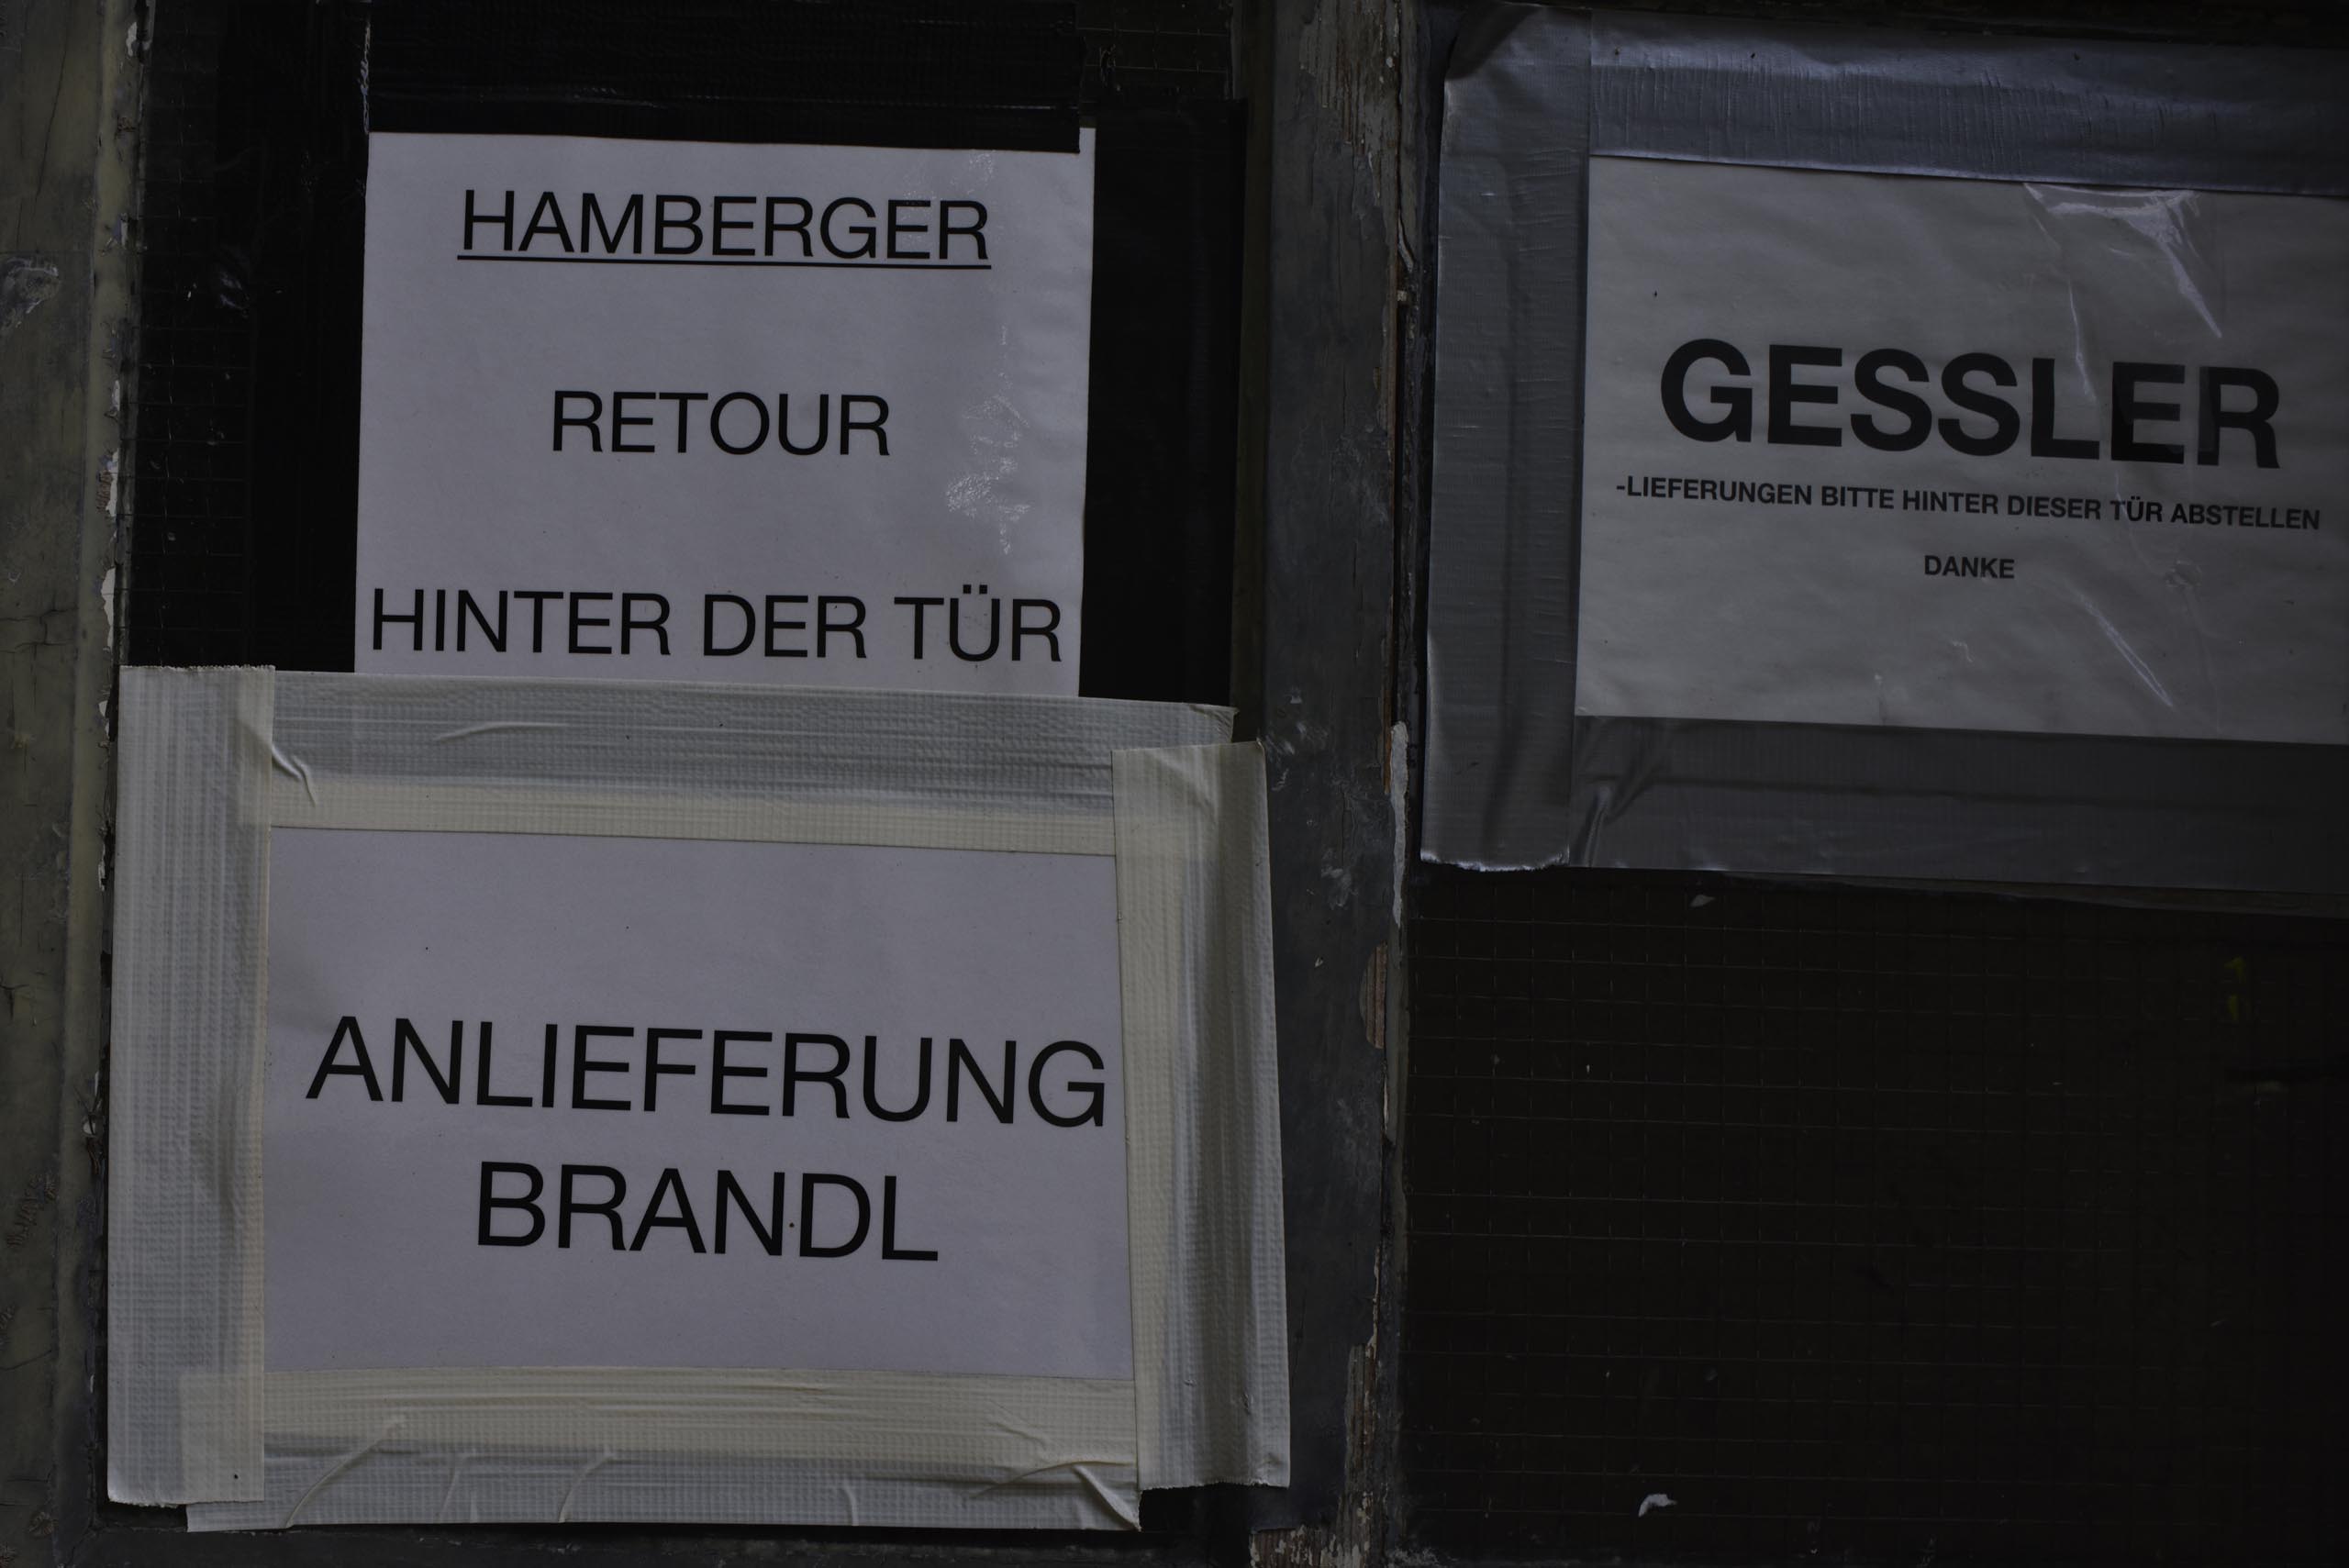 HAMBERGER
RETOUR
HINTER DER TÜR
ANLIEFERUNG
BRANDL
GESSLER
-LIEFERUNGEN BITTE HINTER DIESER TÜR ABSTELLEN
DANKE